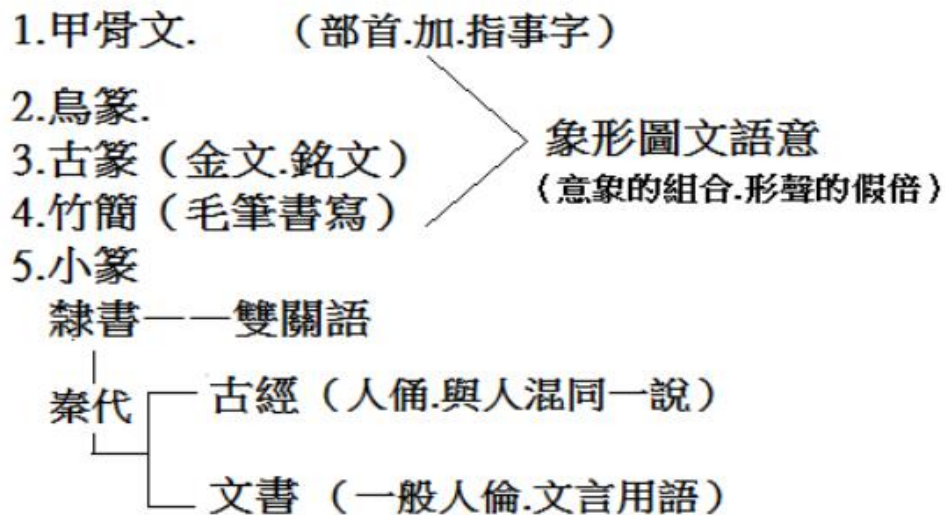 1.甲骨文. （部首.加.指事字）
2.鳥篆.
3.古篆（金文.銘文）
象形圖文語意
4.竹簡（毛筆書寫）
（意象的組合.形聲的假倍）
5.小篆
隸書——雙關語
秦代
古經（人俑.與人混同一說）
文書（一般人倫.文言用語）